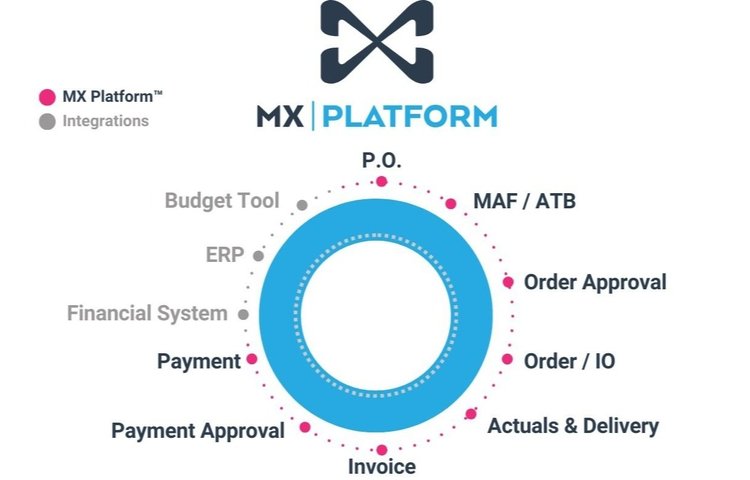 MX Platform™
Integrations
MX | PLATFORM
P.O.
MAF / ATB
Order Approval
Order / IO
Actuals & Delivery
Invoice
Payment Approval
Payment
Financial System
ERP
Budget Tool